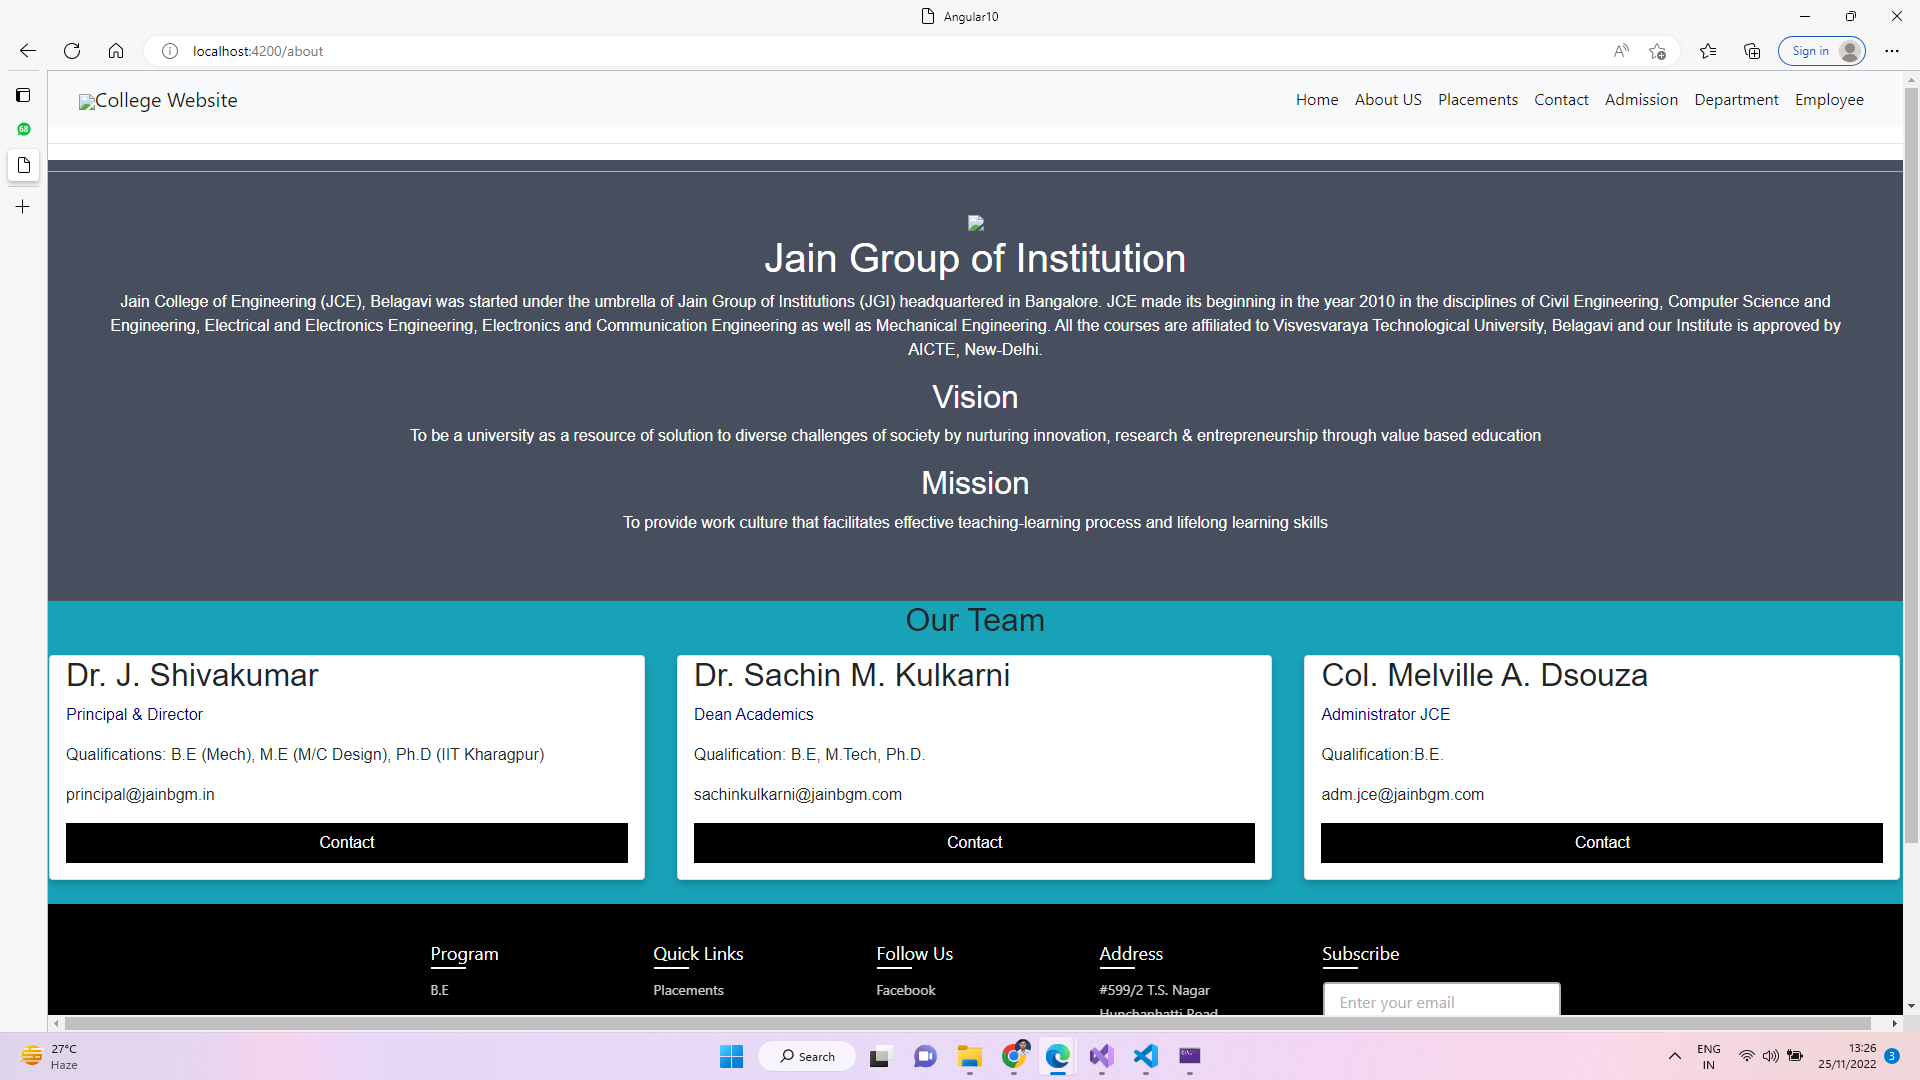 Angular10
localhost:4200/about
Sign in
68
College Website
Home About US Placements Contact Admission Department Employee
Jain Group of Institution
Jain College of Engineering (JCE), Belagavi was started under the umbrella of Jain Group of Institutions (JGI) headquartered in Bangalore. JCE made its beginning in the year 2010 in the disciplines of Civil Engineering, Computer Science and
Engineering, Electrical and Electronics Engineering, Electronics and Communication Engineering as well as Mechanical Engineering. All the courses are affiliated to Visvesvaraya Technological University, Belagavi and our Institute is approved by
AICTE, New-Delhi.
Vision
To be a university as a resource of solution to diverse challenges of society by nurturing innovation, research & entrepreneurship through value based education
Mission
To provide work culture that facilitates effective teaching-learning process and lifelong learning skills
Our Team
Dr. J. Shivakumar
Principal & Director
Qualifications: B.E (Mech), M.E (M/C Design), Ph.D (IIT Kharagpur)
principal@jainbgm.in
Contact
Dr. Sachin M. Kulkarni
Dean Academics
Qualification: B.E, M.Tech, Ph.D.
sachinkulkarni@jainbgm.com
Contact
Col. Melville A. Dsouza
Administrator JCE
Qualification:B.E.
adm.jce@jainbgm.com
Contact
Program
B.E
Quick Links
Placements
Follow Us
Facebook
Address
#599/2 T.S. Nagar
Hunchanhatti Road
Subscribe
Enter your email
27°C
Haze
Search
ENG
IN
13:26
25/11/2022
3